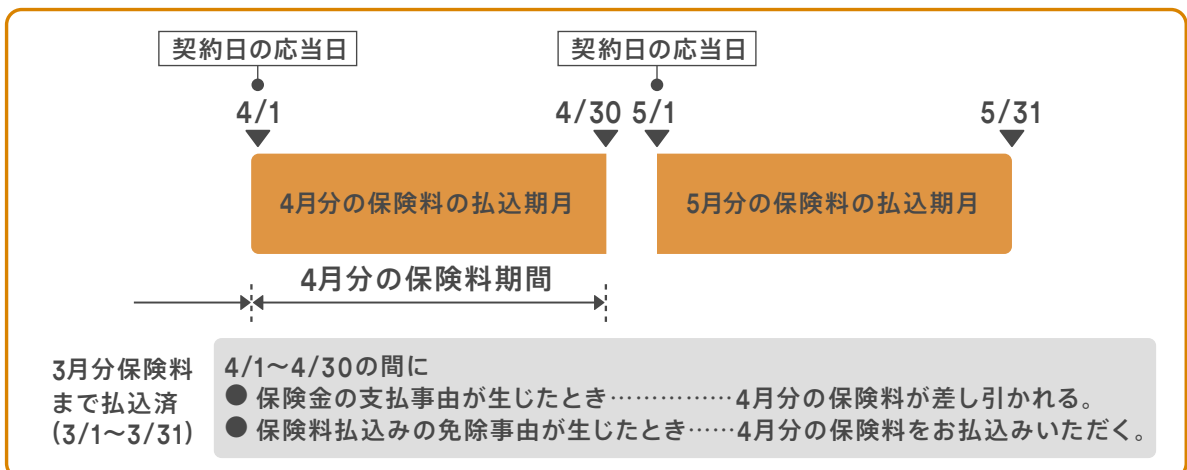 契約日の応当日 契約日の応当日
4/1 4/30 5/1 5/31
4月分の保険料の払込期月 5月分の保険料の払込期月
4月分の保険料期間
3月分保険料
まで払込済
(3/1〜3/31)
4/1〜4/30の間に
● 保険金の支払事由が生じたとき……………4月分の保険料が差し引かれる。
● 保険料払込みの免除事由が生じたとき……4月分の保険料をお払込みいただく。